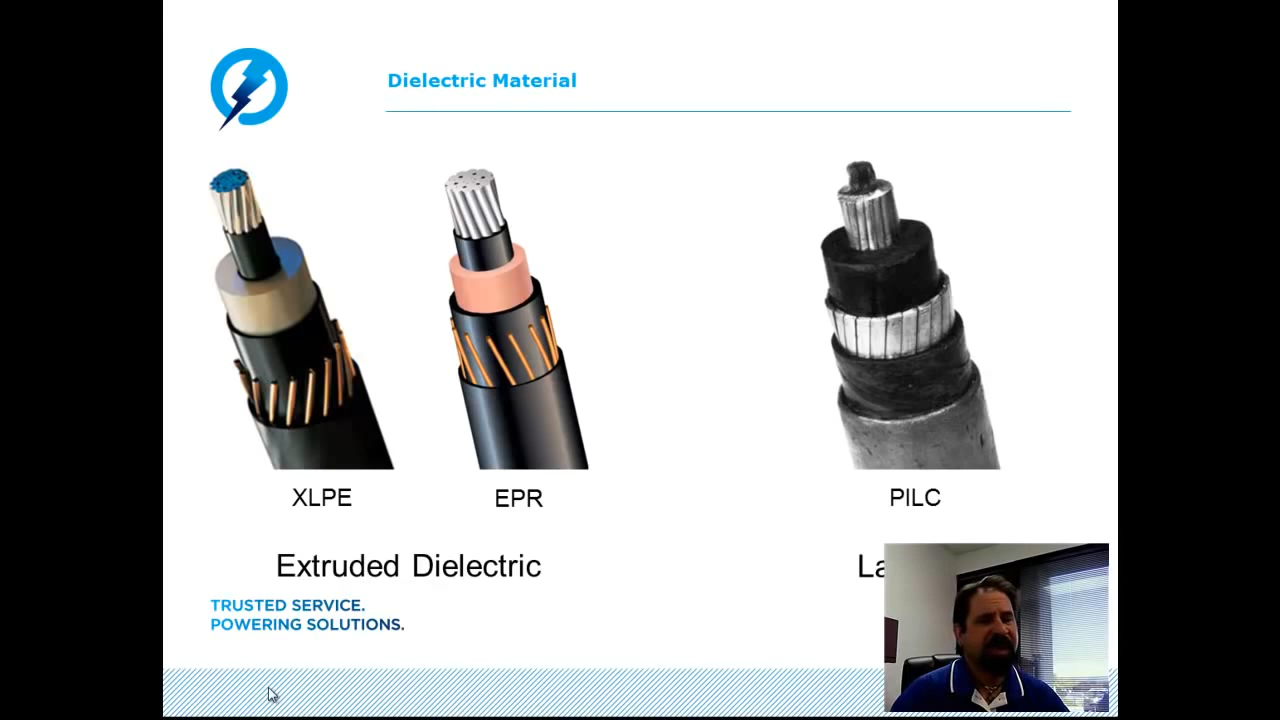 Dielectric Material
XLPE
EPR
PILC
Extruded Dielectric
TRUSTED SERVICE.
POWERING SOLUTIONS.